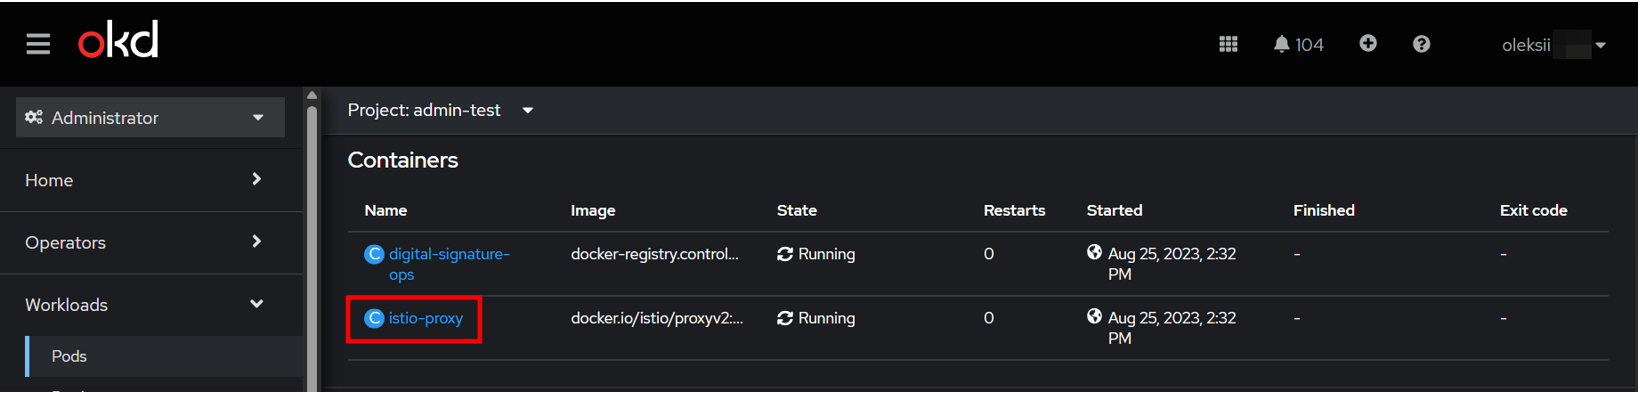 okd
104
oleksii
Administrator
Project: admin-test
Containers
Home
Name Image State Restarts Started Finished Exit code
Operators
C digital-signature-
ops
docker-registry.control... Running 0 Aug 25, 2023, 2:32
PM
- -
Workloads
C istio-proxy docker.io/istio/proxyv2:... Running 0 Aug 25, 2023, 2:32
PM
- -
Pods